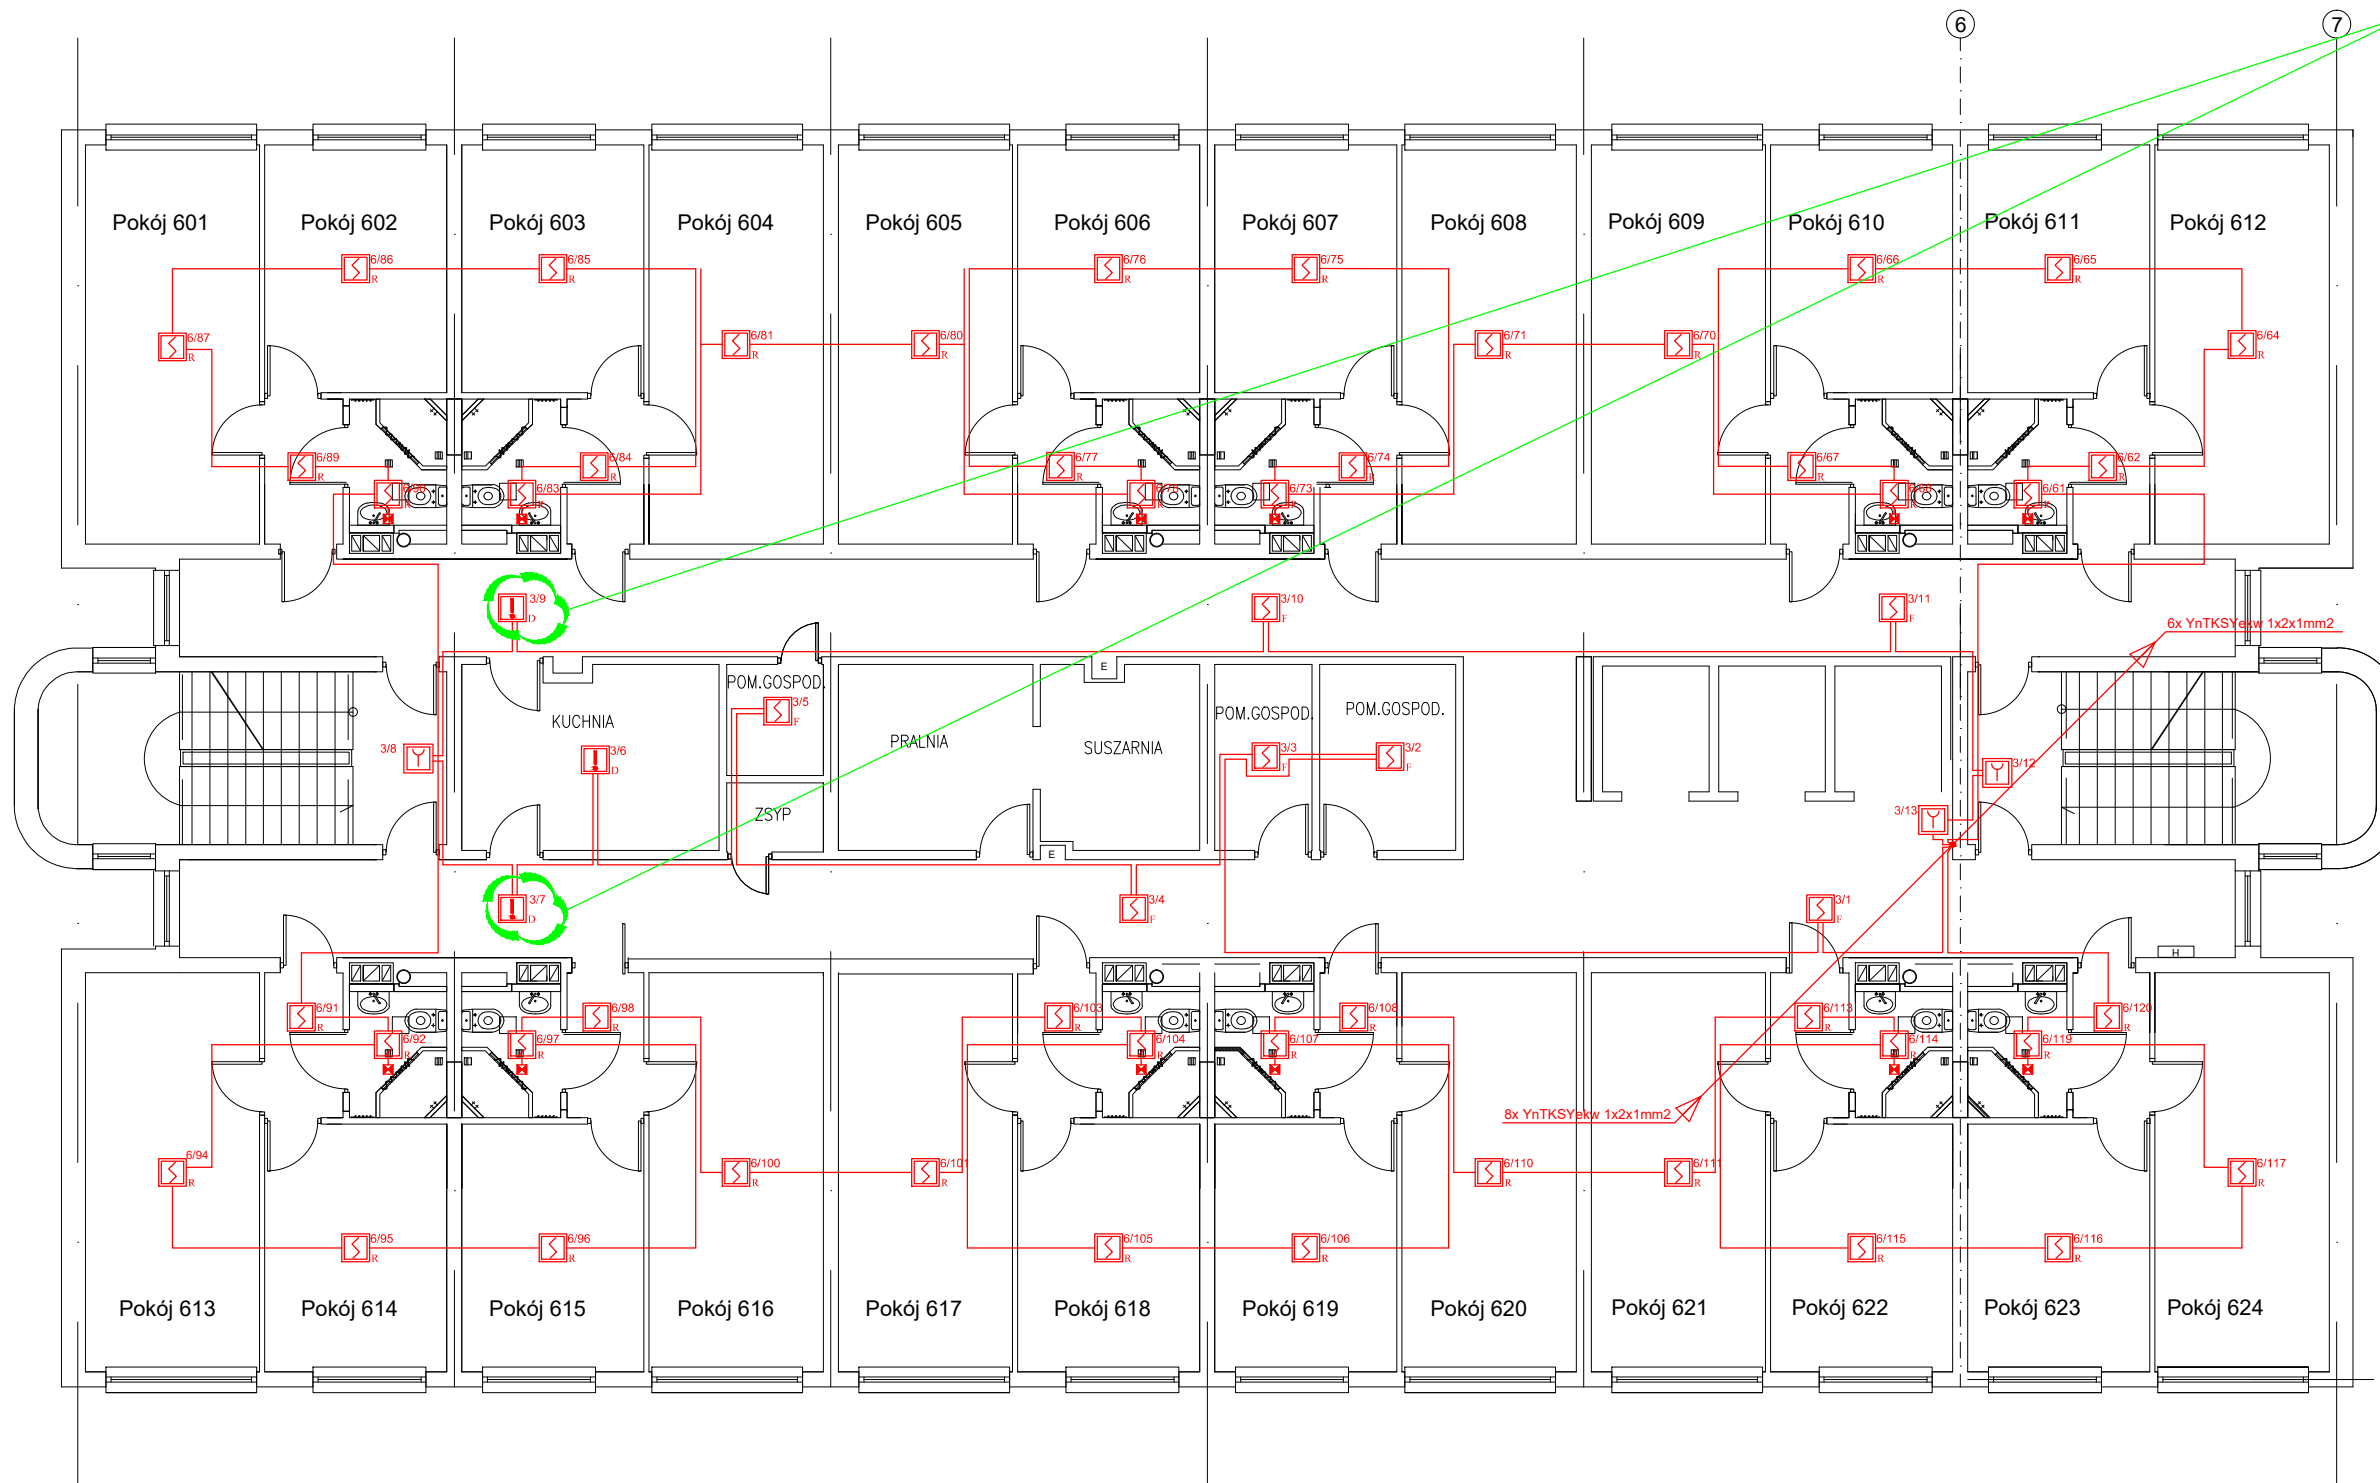 6
7
Pokój 601
Pokój 602
Pokój 603
Pokój 604
Pokój 605
Pokój 606
Pokój 607
Pokój 608
Pokój 609
Pokój 610
Pokój 611
Pokój 612
6/86
R
6/85
R
6/76
R
6/75
R
6/66
R
6/65
R
6/87
R
6/81
R
6/80
R
6/71
R
6/70
R
6/64
R
6/89
R
6/84
R
6/77
R
6/74
R
6/67
R
6/62
R
6/83
6/73
6/61
3/9
D
3/10
F
3/11
F
6x YnTKSYekw 1x2x1mm2
E
POM.GOSPOD.
3/5
F
KUCHNIA
3/6
D
3/8
ZSYP
PRALNIA
SUSZARNIA
POM.GOSPOD.
3/3
F
POM.GOSPOD.
3/2
F
3/12
3/13
E
3/7
D
3/4
F
3/1
F
H
6/91
R
6/98
R
6/103
R
6/108
R
6/113
R
6/120
R
6/92
R
6/97
R
6/104
R
6/107
R
6/114
R
6/119
R
8x YnTKSYekw 1x2x1mm2
6/94
R
6/100
R
6/101
R
6/110
R
6/111
R
6/117
R
6/95
R
6/96
R
6/105
R
6/106
R
6/115
R
6/116
R
Pokój 613
Pokój 614
Pokój 615
Pokój 616
Pokój 617
Pokój 618
Pokój 619
Pokój 620
Pokój 621
Pokój 622
Pokój 623
Pokój 624